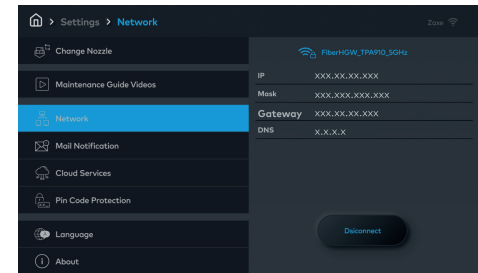 > Settings > Network
Zaxe
Change Nozzle
Maintenance Guide Videos
Network
Mail Notification
Cloud Services
Pin Code Protection
Language
About
FiberHGW_TPA910_5GHz
IP XXX.XX.XX.XXX
Mask XXX.XXX.XXX.XXX
Gateway XXX.XX.XX.XXX
DNS X.X.X.X
Dsiconnect